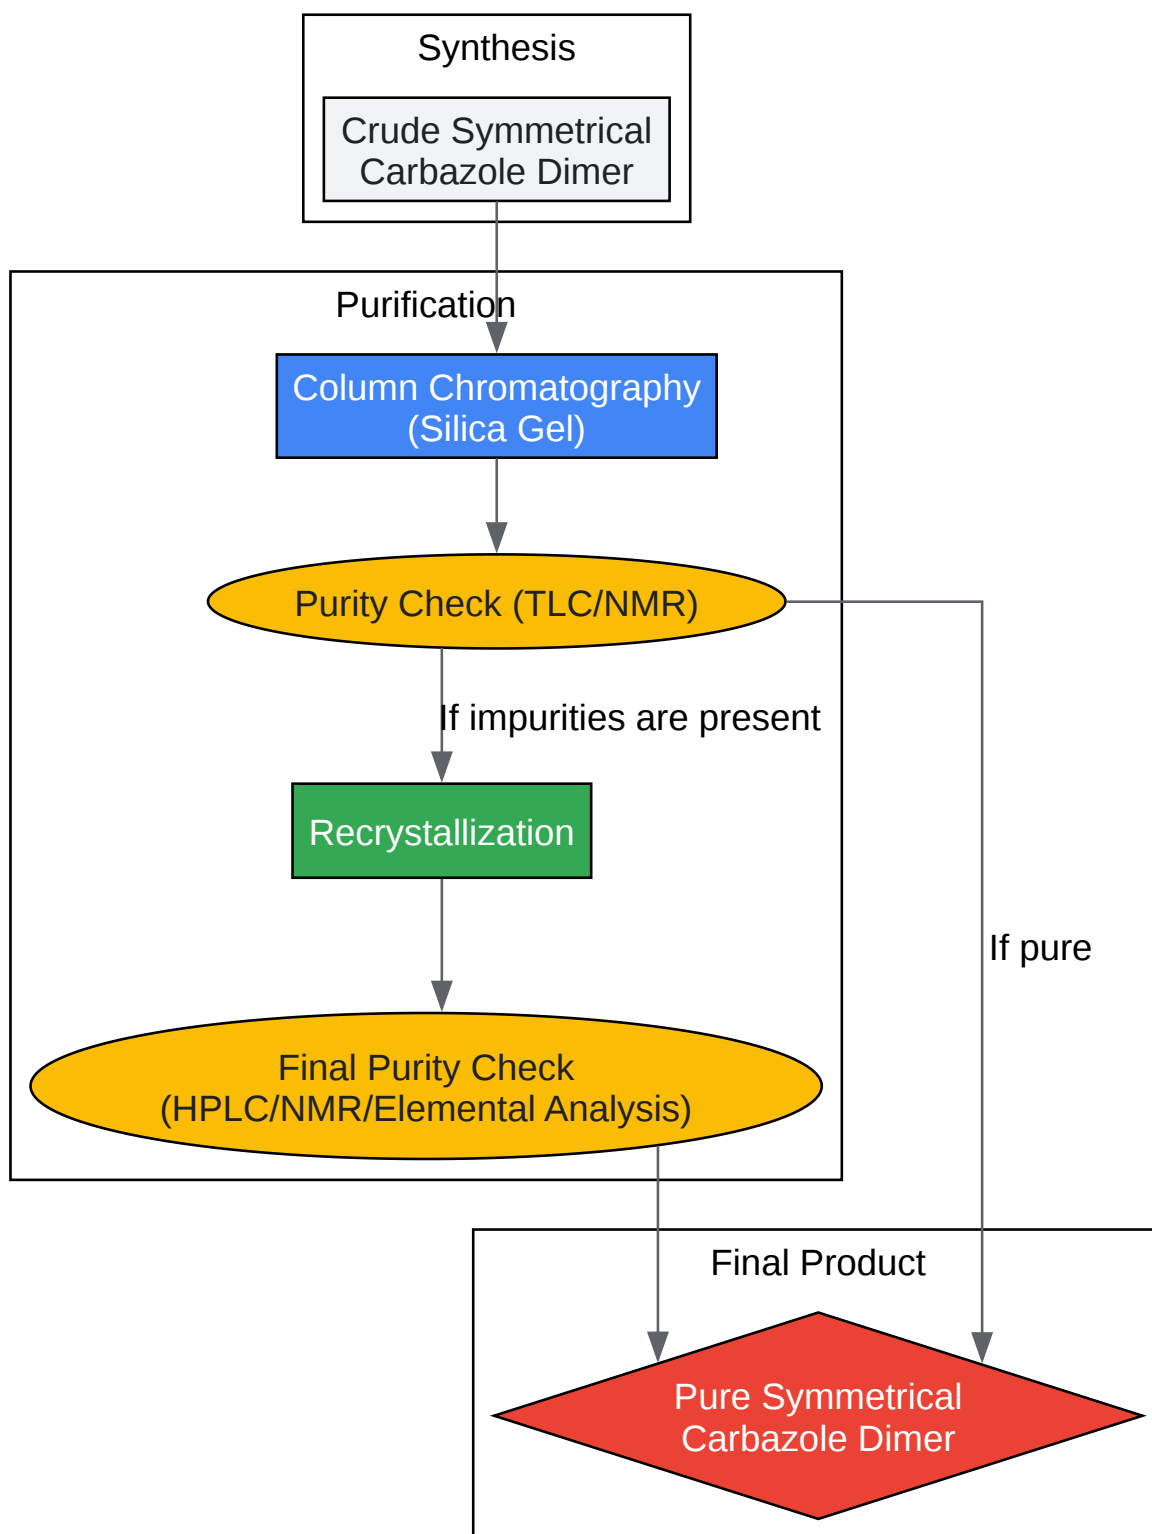 Synthesis
Crude Symmetrical
Carbazole Dimer
Purification
Column Chromatography
(Silica Gel)
Purity Check (TLC/NMR)
If impurities are present
Recrystallization
If pure
Final Purity Check
(HPLC/NMR/Elemental Analysis)
Final Product
Pure Symmetrical
Carbazole Dimer